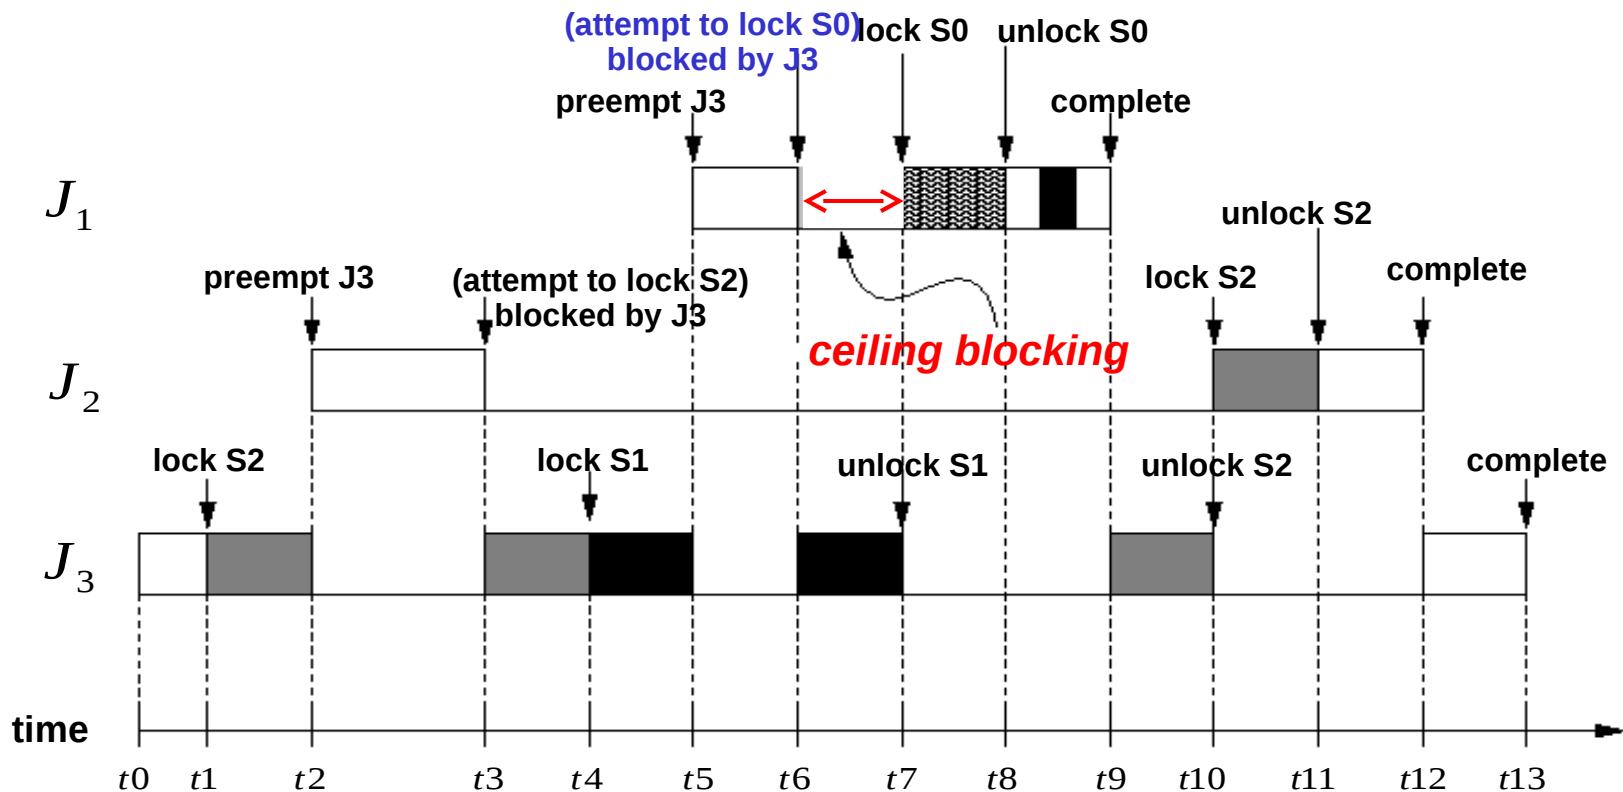 (attempt to lock S0)
blocked by J3
lock S0
unlock S0
preempt J3
complete
J1
unlock S2
preempt J3
(attempt to lock S2)
blocked by J3
lock S2
complete
ceiling blocking
J2
lock S2
lock S1
unlock S1
unlock S2
complete
J3
time
t0 t1 t2 t3 t4 t5 t6 t7 t8 t9 t10 t11 t12 t13